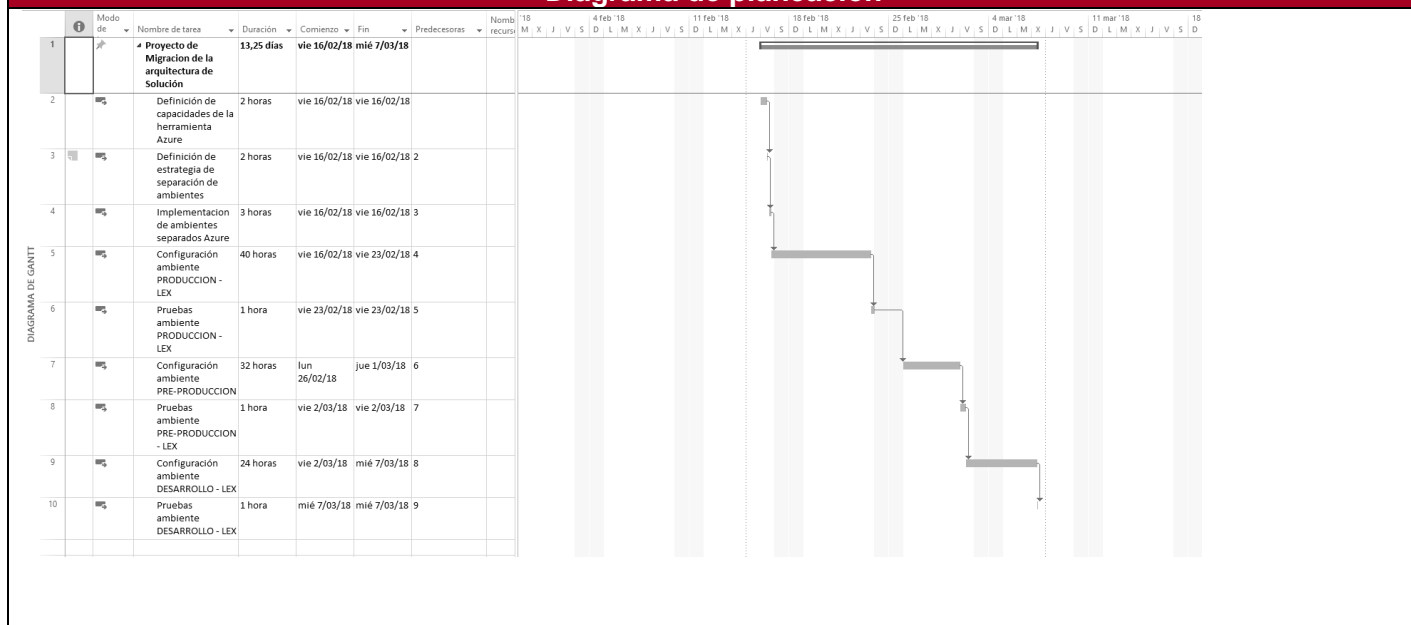 Diagrama de planeación
Modo de Nombre de tarea Duración Comienzo Fin Predecesoras Nomb recurs
'18 4 feb '18 11 feb '18 18 feb '18 25 feb '18 4 mar '18 11 mar '18 18
M X J V S D L M X J V S D L M X J V S D L M X J V S D L M X J V S D L M X J V S D
DIAGRAMA DE GANTT
1 Proyecto de Migracion de la arquitectura de Solución 13,25 días vie 16/02/18 mié 7/03/18
2 Definición de capacidades de la herramienta Azure 2 horas vie 16/02/18 vie 16/02/18
3 Definición de estrategia de separación de ambientes 2 horas vie 16/02/18 vie 16/02/18 2
4 Implementacion de ambientes separados Azure 3 horas vie 16/02/18 vie 16/02/18 3
5 Configuración ambiente PRODUCCION - LEX 40 horas vie 16/02/18 vie 23/02/18 4
6 Pruebas ambiente PRODUCCION - LEX 1 hora vie 23/02/18 vie 23/02/18 5
7 Configuración ambiente PRE-PRODUCCION 32 horas lun 26/02/18 jue 1/03/18 6
8 Pruebas ambiente PRE-PRODUCCION - LEX 1 hora vie 2/03/18 vie 2/03/18 7
9 Configuración ambiente DESARROLLO - LEX 24 horas vie 2/03/18 mié 7/03/18 8
10 Pruebas ambiente DESARROLLO - LEX 1 hora mié 7/03/18 mié 7/03/18 9